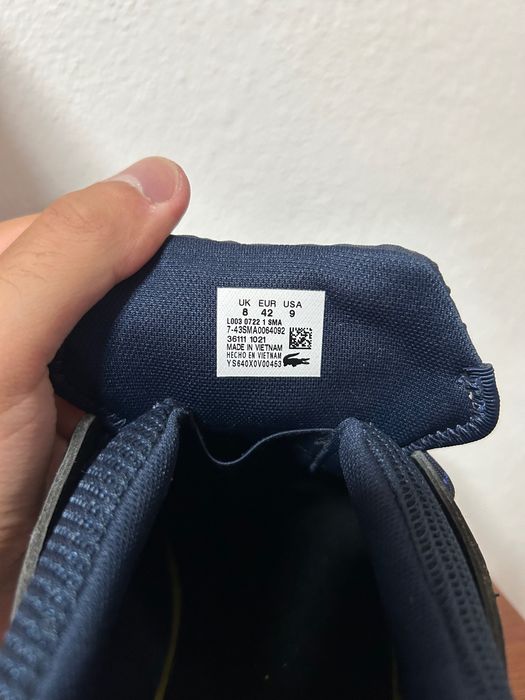 UK EUR USA
8 42 9
L003 0722 1 SMA
7-43SMA0064092
36111 1021
MADE IN VIETNAM
HECHO EN VIETNAM
YS640X0V00463